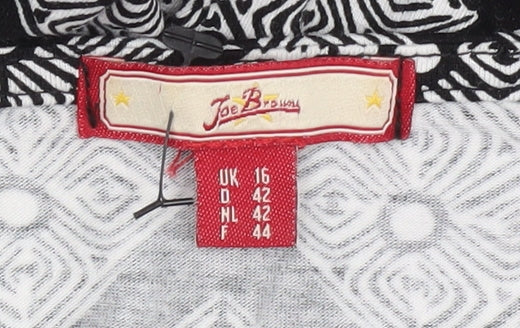 Joe Browns
UK 16
D 42
NL 42
F 44